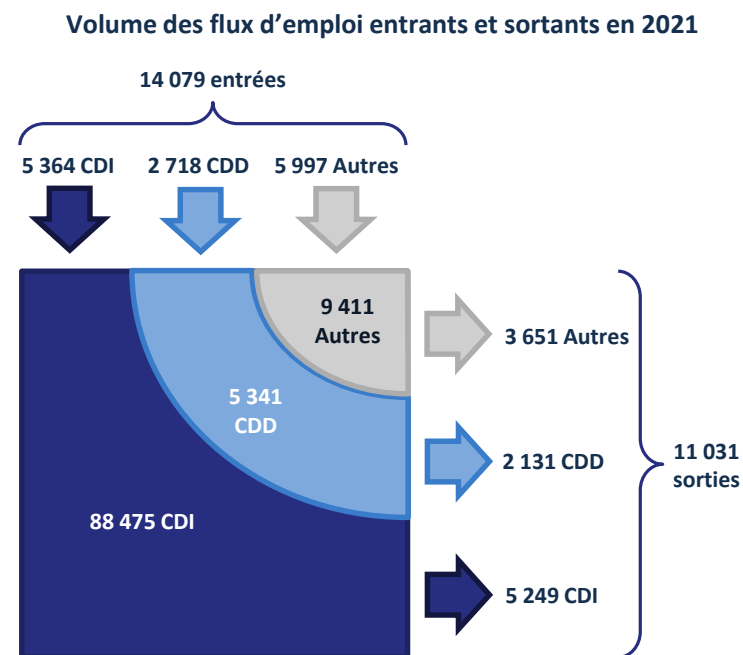 Volume des flux d’emploi entrants et sortants en 2021
14 079 entrées
5 364 CDI
2 718 CDD
5 997 Autres
9 411
Autres
3 651 Autres
5 341
CDD
2 131 CDD
11 031
sorties
88 475 CDI
5 249 CDI